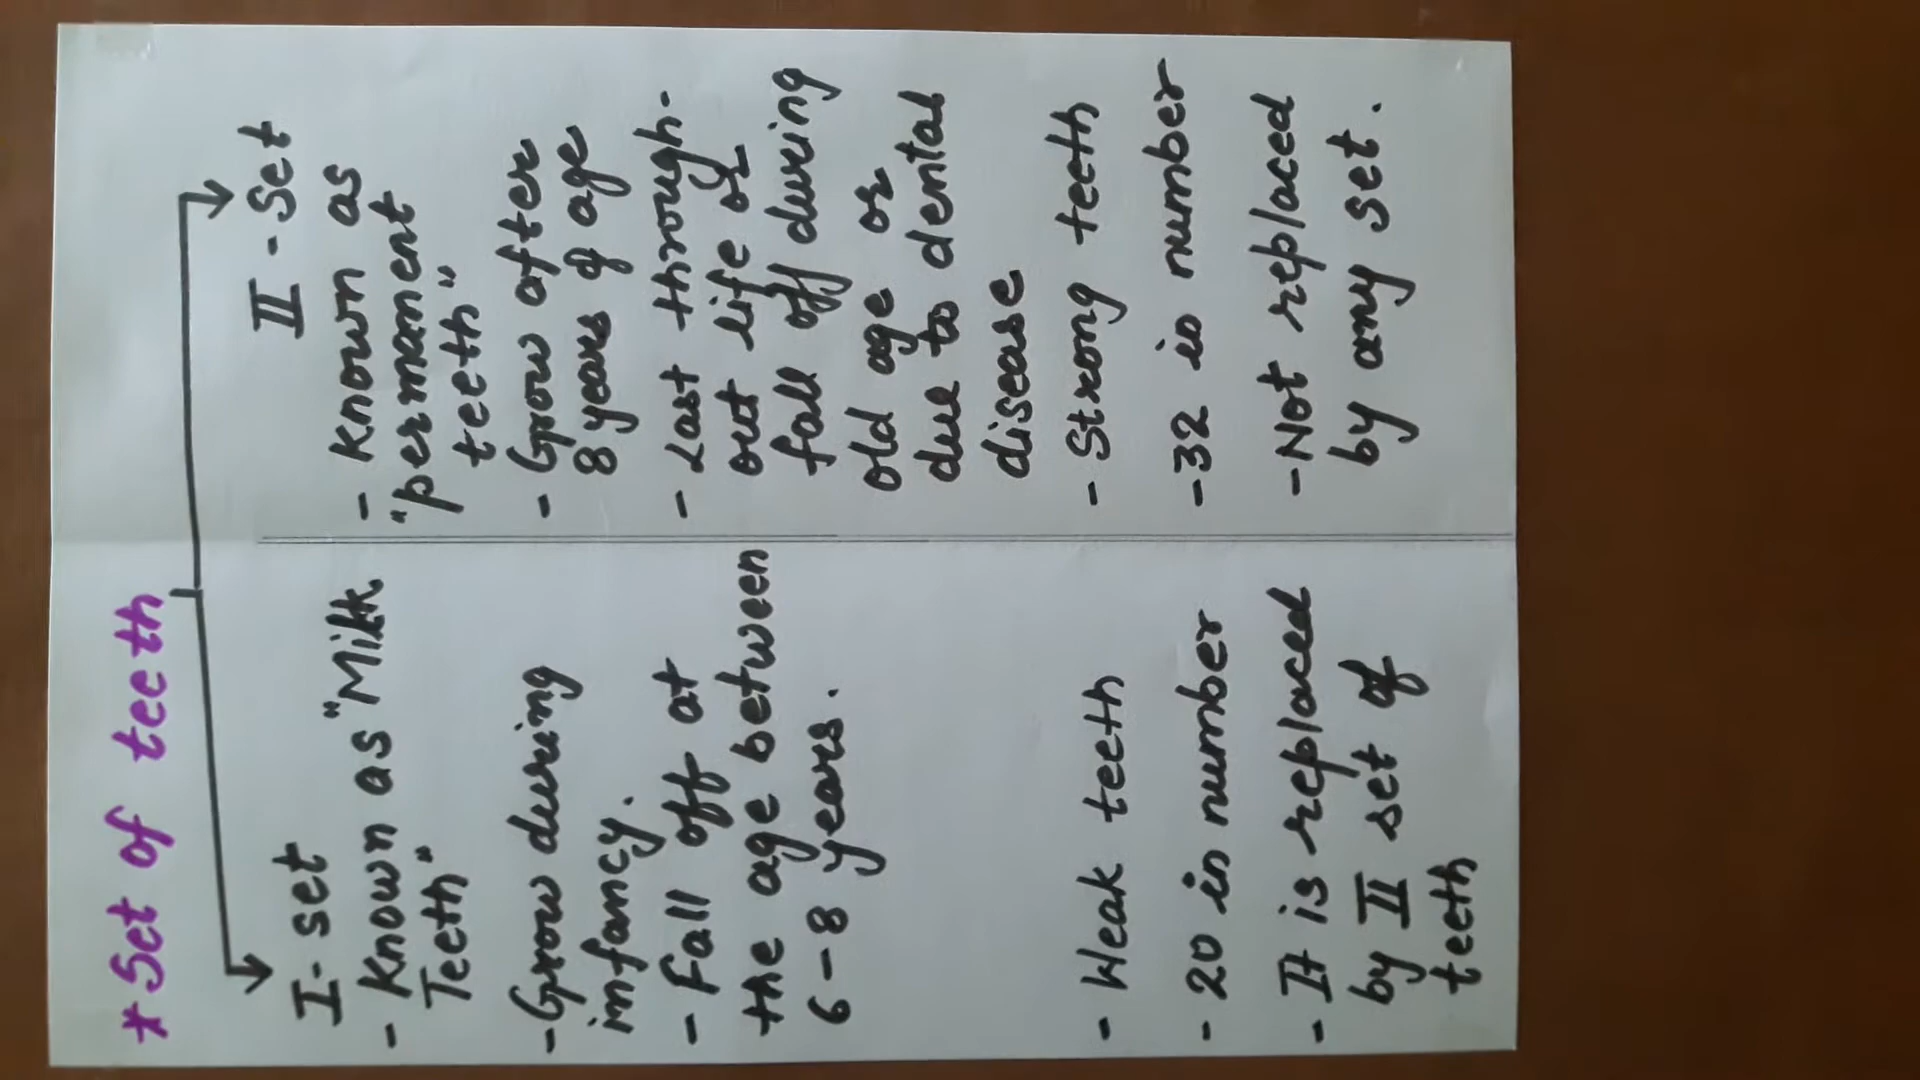 * Set of teeth
I - set
- Known as "Milk
Teeth"
- Grow during
infancy.
- Fall off at
the age between
6 - 8 years.
- Weak teeth
- 20 in number
- It is replaced
by II set of
teeth
II - Set
- Known as
"permanent
teeth"
- Grow after
8 years of age
- Last through-
out life or
fall off during
old age or
due to dental
disease
- Strong teeth
- 32 in number
- Not replaced
by any set.